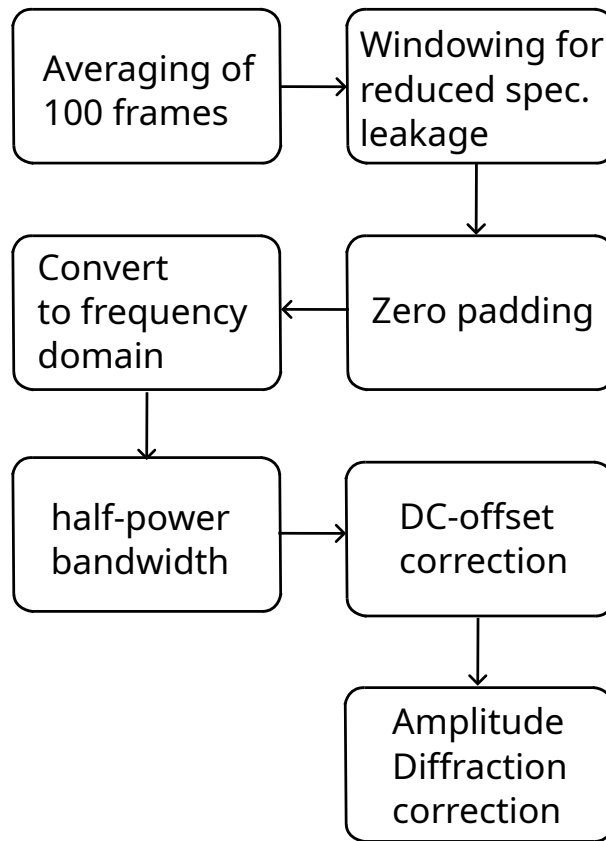 Averaging of
100 frames
Windowing for
reduced spec.
leakage
Zero padding
Convert
to frequency
domain
half-power
bandwidth
DC-offset
correction
Amplitude
Diffraction
correction